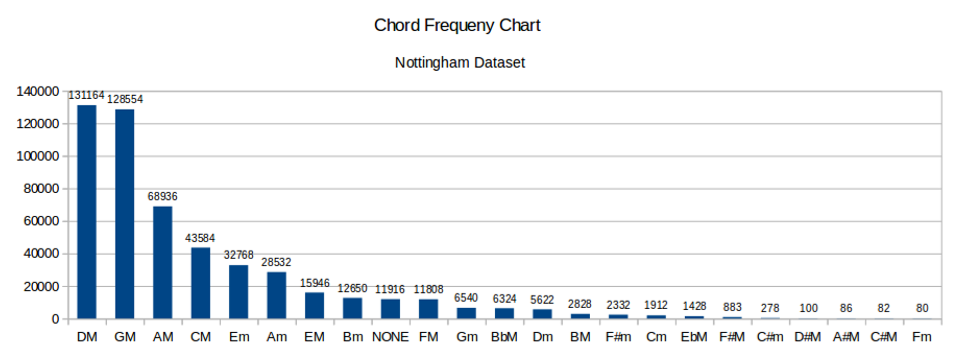 Chord Frequeny Chart
Nottingham Dataset
140000
120000
100000
80000
60000
40000
20000
0
131164 128554 68936 43584 32768 28532 15946 12650 11916 11808 6540 6324 5622 2828 2332 1912 1428 883 278 100 86 82 80
DM GM AM CM Em Am EM Bm NONE FM Gm BbM Dm BM F#m Cm EbM F#M C#m D#M A#M C#M Fm